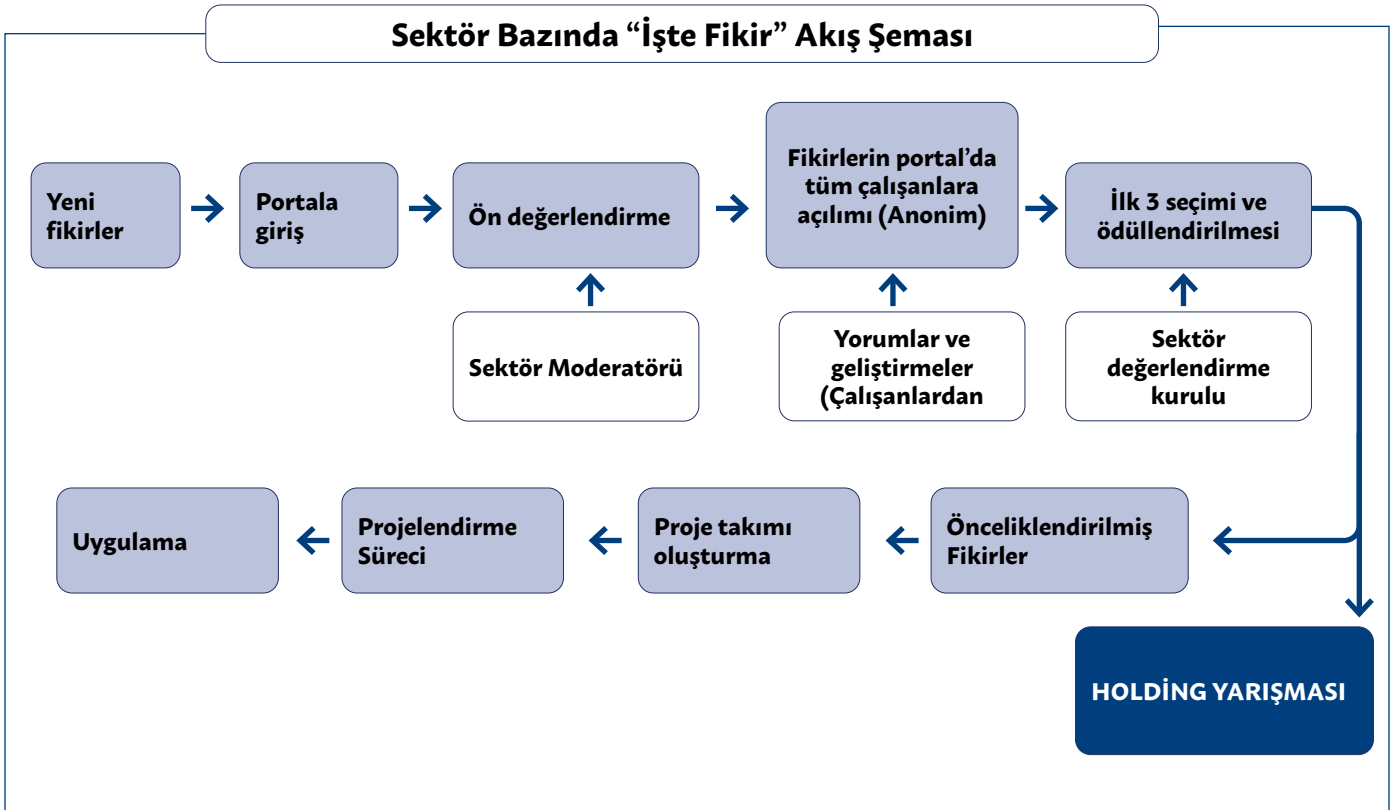 Sektör Bazında “İşte Fikir” Akış Şeması
Yeni
fikirler
Portala
giriş
Ön değerlendirme
Fikirlerin portal’da
tüm çalışanlara
açılımı (Anonim)
İlk 3 seçimi ve
ödüllendirilmesi
Sektör Moderatörü
Yorumlar ve
geliştirmeler
(Çalışanlardan
Sektör
değerlendirme
kurulu
Uygulama
Projelendirme
Süreci
Proje takımı
oluşturma
Önceliklendirilmiş
Fikirler
HOLDİNG YARIŞMASI